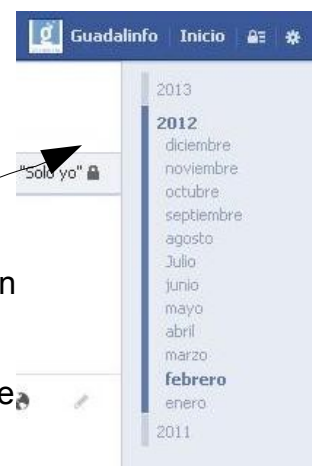 Guadalinfo Inicio
2013
2012
diciembre
noviembre
"Solo yo"
octubre
septiembre
agosto
Julio
junio
n
mayo
abril
marzo
febrero
e
enero
2011